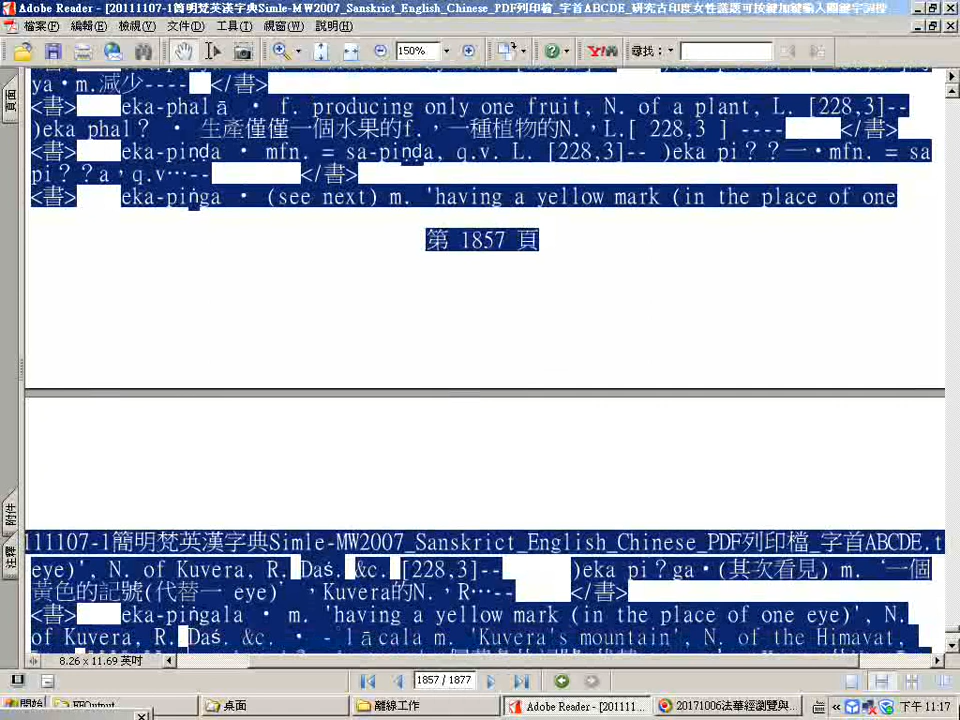 Adobe Reader - [20111107-1簡明梵英漢字典Simle-MW2007_Sanskrict_English_Chinese_PDF列印檔_字首ABCDE_研究古印度女性議題可按鍵加鍵輸入關鍵字詞搜
檔案(F) 編輯(E) 檢視(V) 文件(D) 工具(T) 視窗(W) 說明(H)
150% 尋找:
頁面
ya·m.減少---- </書>
<書> eka-phalā · f. producing only one fruit, N. of a plant, L. [228,3]--
)eka phal? · 生產僅僅一個水果的f.,一種植物的N.,L.[ 228,3 ] ---- </書>
<書> eka-piṇḍa · mfn. = sa-piṇḍa, q.v. L. [228,3]-- )eka pi??一·mfn. = sa
pi??a,q.v…-- </書>
<書> eka-piṅga · (see next) m. 'having a yellow mark (in the place of one
第 1857 頁
附件
注釋
111107-1簡明梵英漢字典Simle-MW2007_Sanskrict_English_Chinese_PDF列印檔_字首ABCDE.t
eye)', N. of Kuvera, R. Daś. &c. [228,3]-- )eka pi?ga·(其次看見) m. '一個
黃色的記號(代替一 eye)',Kuvera的N.,R…-- </書>
<書> eka-piṅgala · m. 'having a yellow mark (in the place of one eye)', N.
of Kuvera, R. Daś. &c. · -lācala m. 'Kuvera's mountain', N. of the Himavat,
8.26 x 11.69 英吋
1857 / 1877
開始 FFOutput 桌面 離線工作 Adobe Reader - [201111... 20171006法華經瀏覽與... 下午 11:17